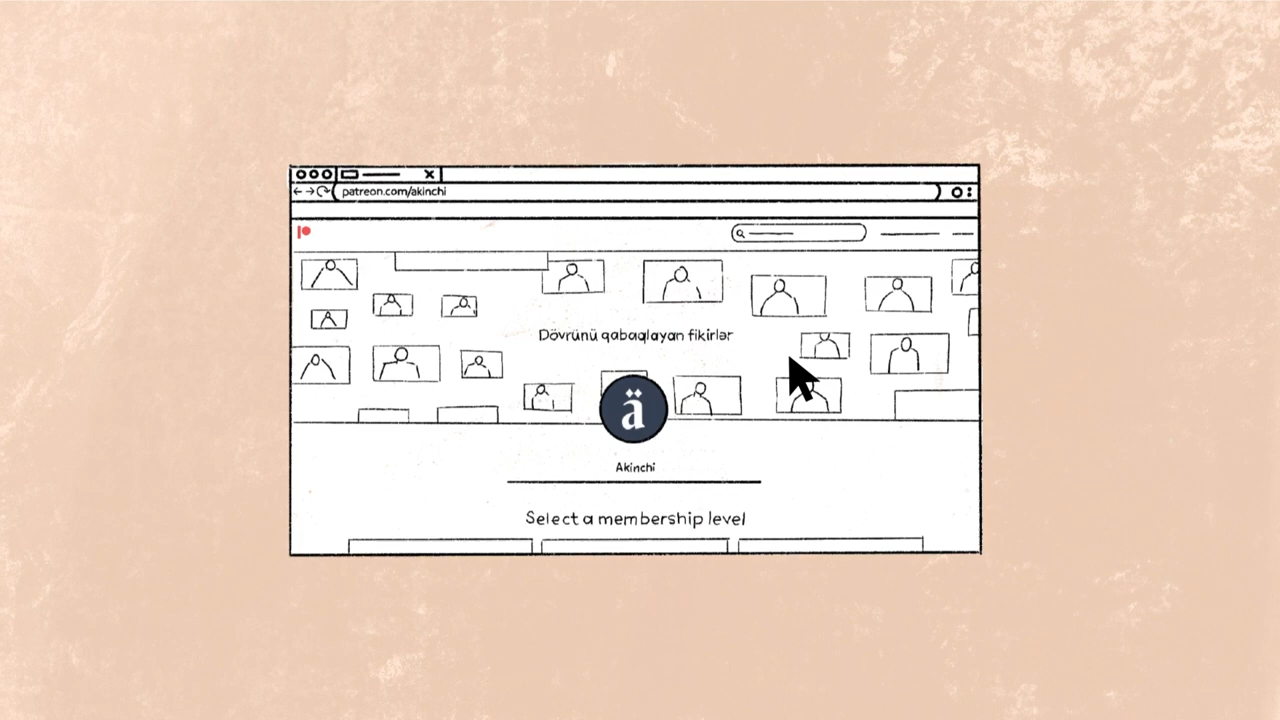 patreon.com/akinchi
Dövrünü qabaqlayan fikirlər
ä
Akinchi
Select a membership level